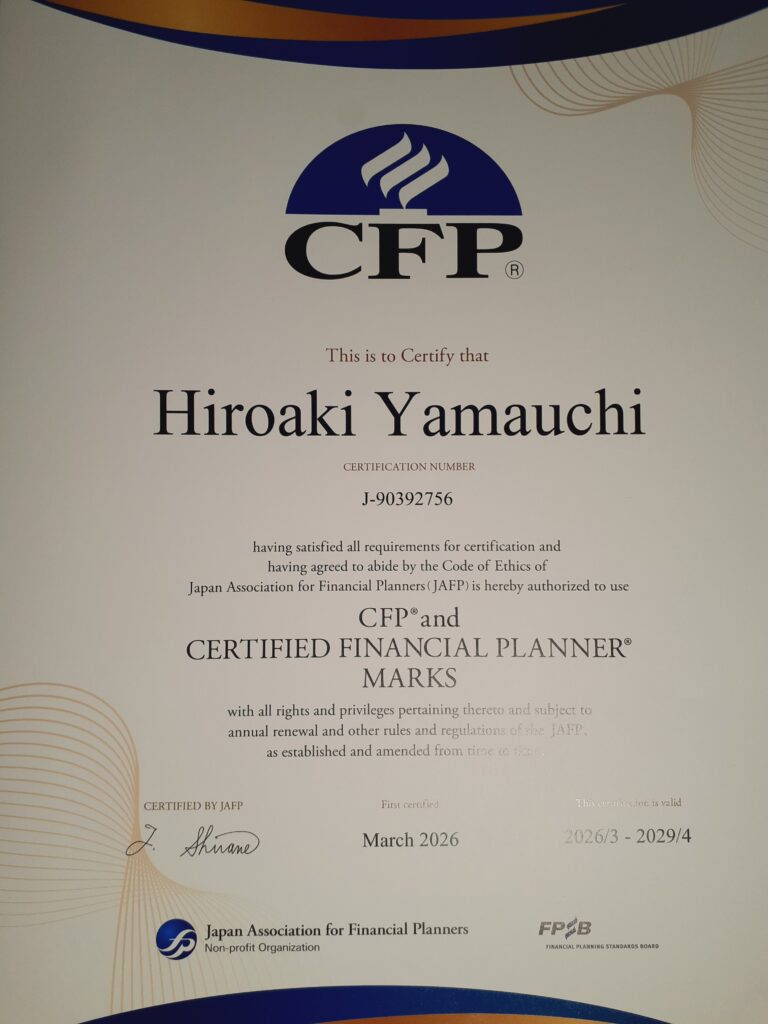 CFP®
This is to Certify that
Hiroaki Yamauchi
CERTIFICATION NUMBER
J-90392756
having satisfied all requirements for certification and
having agreed to abide by the Code of Ethics of
Japan Association for Financial Planners (JAFP) is hereby authorized to use
CFP® and
CERTIFIED FINANCIAL PLANNER®
MARKS
with all rights and privileges pertaining thereto and subject to
annual renewal and other rules and regulations of the JAFP,
as established and amended from time to time.
CERTIFIED BY JAFP
First certified
This certification is valid
J. Shirane
March 2026
2026/3 - 2029/4
Japan Association for Financial Planners
Non-profit Organization
FPSB
FINANCIAL PLANNING STANDARDS BOARD